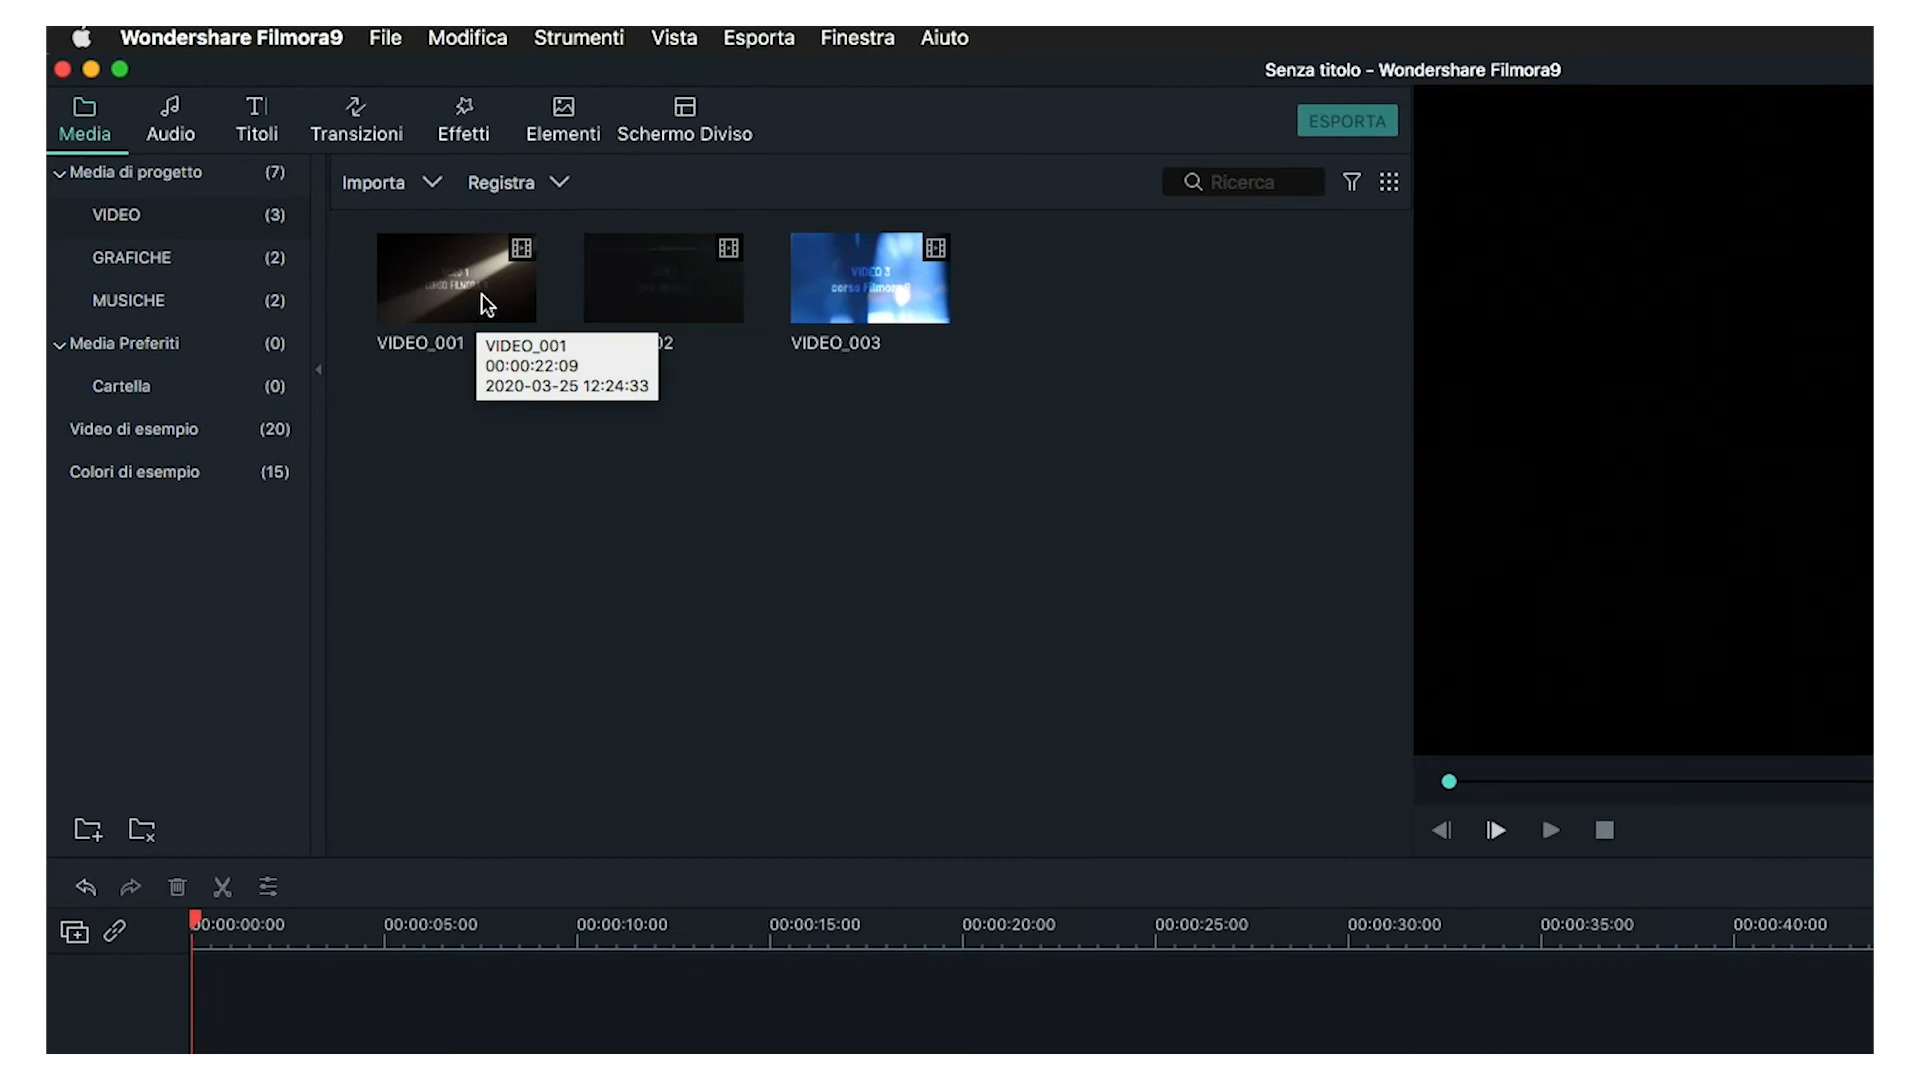 Wondershare Filmora9 File Modifica Strumenti Vista Esporta Finestra Aiuto
Senza titolo - Wondershare Filmora9
Media Audio Titoli Transizioni Effetti Elementi Schermo Diviso
ESPORTA
Media di progetto (7)
VIDEO (3)
GRAFICHE (2)
MUSICHE (2)
Media Preferiti (0)
Cartella (0)
Video di esempio (20)
Colori di esempio (15)
Importa Registra
Ricerca
VIDEO 3
corso Filmora9
VIDEO_001
02
VIDEO_003
VIDEO_001
00:00:22:09
2020-03-25 12:24:33
00:00:00:00 00:00:05:00 00:00:10:00 00:00:15:00 00:00:20:00 00:00:25:00 00:00:30:00 00:00:35:00 00:00:40:00